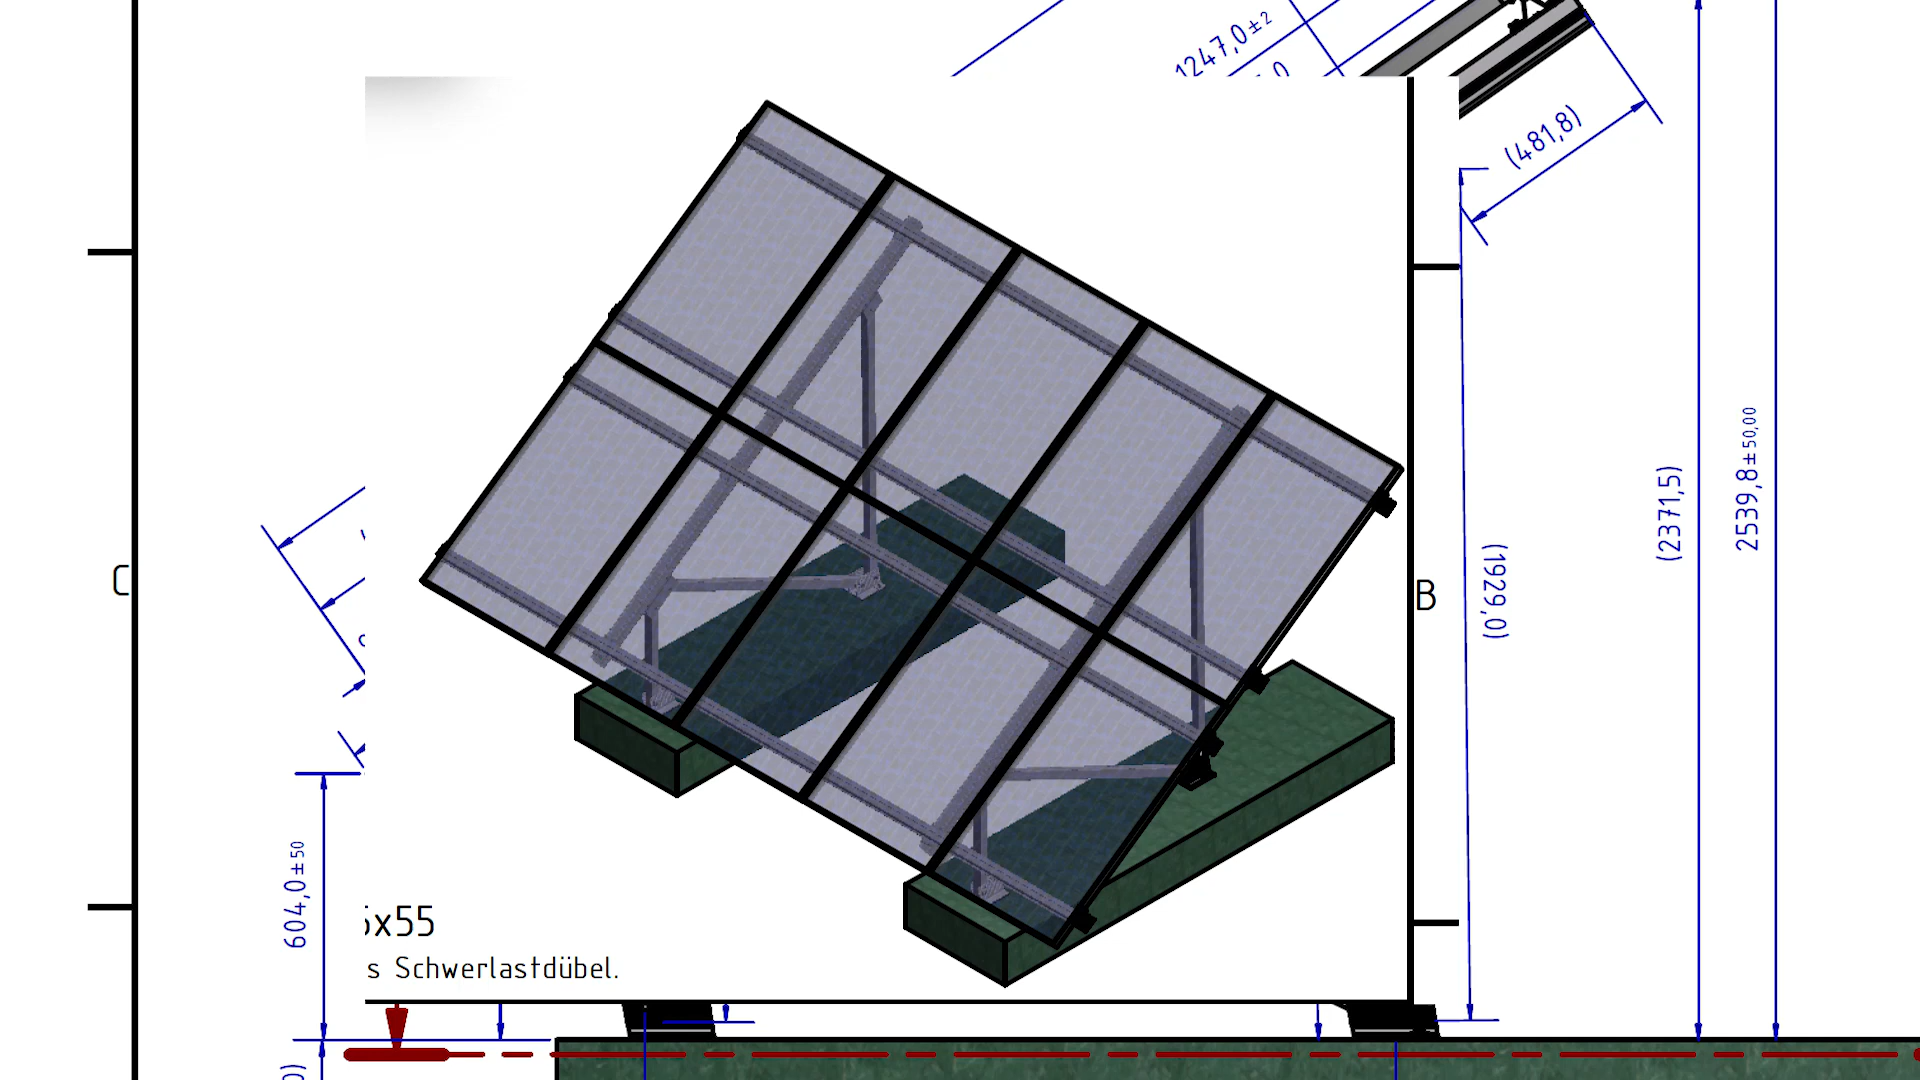 1247,0±2
(481,8)
C
B
(1929,0)
(2371,5)
2539,8±50,00
604,0±50
x55
s Schwerlastdübel.